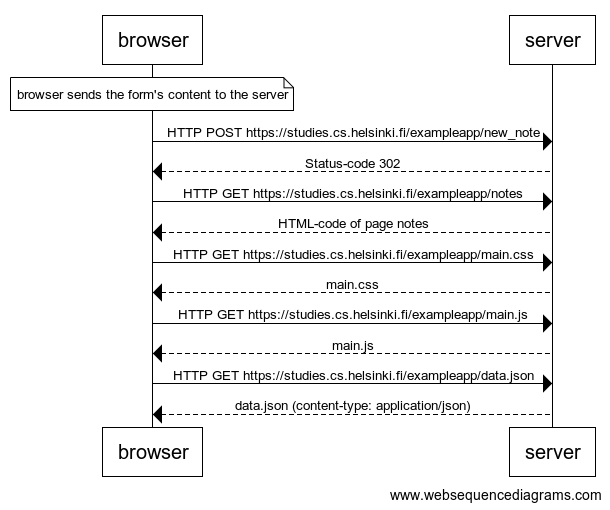 browser server
browser sends the form's content to the server
HTTP POST https://studies.cs.helsinki.fi/exampleapp/new_note
Status-code 302
HTTP GET https://studies.cs.helsinki.fi/exampleapp/notes
HTML-code of page notes
HTTP GET https://studies.cs.helsinki.fi/exampleapp/main.css
main.css
HTTP GET https://studies.cs.helsinki.fi/exampleapp/main.js
main.js
HTTP GET https://studies.cs.helsinki.fi/exampleapp/data.json
data.json (content-type: application/json)
browser server
www.websequencediagrams.com